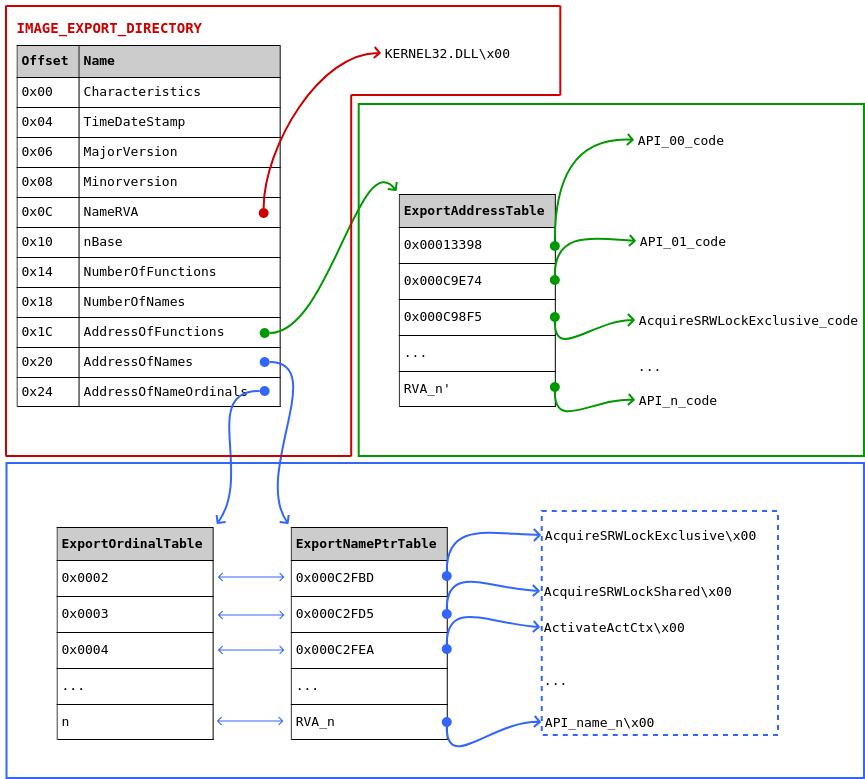 IMAGE_EXPORT_DIRECTORY
Offset Name
0x00 Characteristics
0x04 TimeDateStamp
0x06 MajorVersion
0x08 Minorversion
0x0C NameRVA
0x10 nBase
0x14 NumberOfFunctions
0x18 NumberOfNames
0x1C AddressOfFunctions
0x20 AddressOfNames
0x24 AddressOfNameOrdinals
KERNEL32.DLL\x00
ExportAddressTable
0x00013398
0x000C9E74
0x000C98F5
...
RVA_n'
API_00_code
API_01_code
AcquireSRWLockExclusive_code
...
API_n_code
ExportOrdinalTable
0x0002
0x0003
0x0004
...
n
ExportNamePtrTable
0x000C2FBD
0x000C2FD5
0x000C2FEA
...
RVA_n
AcquireSRWLockExclusive\x00
AcquireSRWLockShared\x00
ActivateActCtx\x00
...
API_name_n\x00